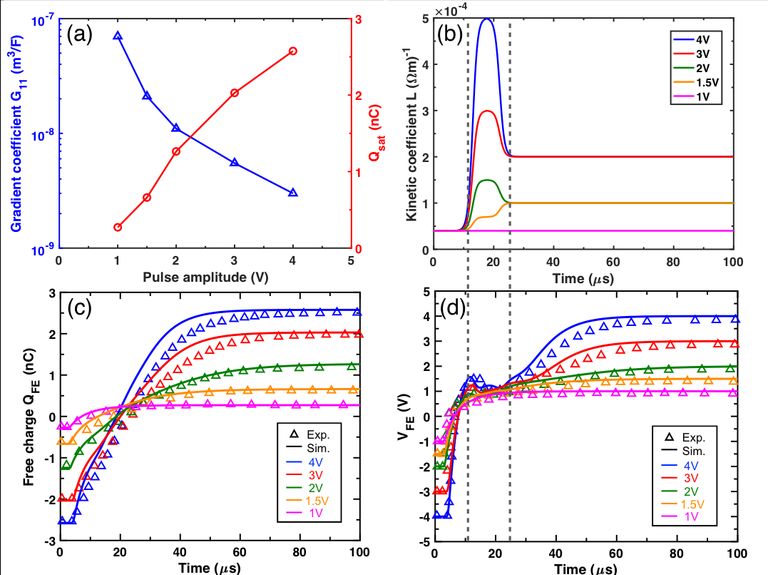 (a)
Gradient coefficient G11 (m3/F)
10-7
10-8
10-9
0 1 2 3 4 5
Pulse amplitude (V)
3
2
1
0
Qsat (nC)
(b)
×10-4
Kinetic coefficient L (Ωm)-1
5
4
3
2
1
0
0 20 40 60 80 100
Time (μs)
4V
3V
2V
1.5V
1V
(c)
Free charge QFE (nC)
3
2
1
0
-1
-2
-3
0 20 40 60 80 100
Time (μs)
Exp.
Sim.
4V
3V
2V
1.5V
1V
(d)
VFE (V)
5
4
3
2
1
0
-1
-2
-3
-4
-5
0 20 40 60 80 100
Time (μs)
Exp.
Sim.
4V
3V
2V
1.5V
1V